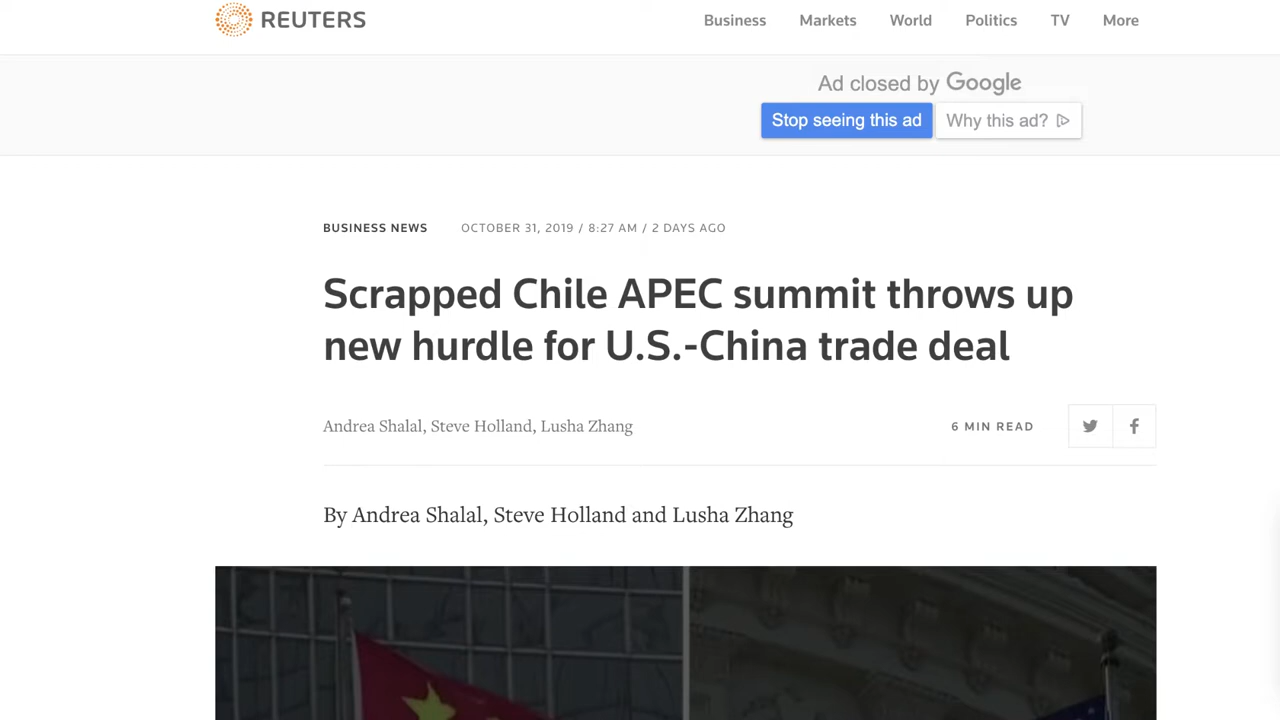 REUTERS
Business Markets World Politics TV More
Ad closed by Google
Stop seeing this ad Why this ad?
BUSINESS NEWS OCTOBER 31, 2019 / 8:27 AM / 2 DAYS AGO
Scrapped Chile APEC summit throws up
new hurdle for U.S.-China trade deal
Andrea Shalal, Steve Holland, Lusha Zhang 6 MIN READ
By Andrea Shalal, Steve Holland and Lusha Zhang